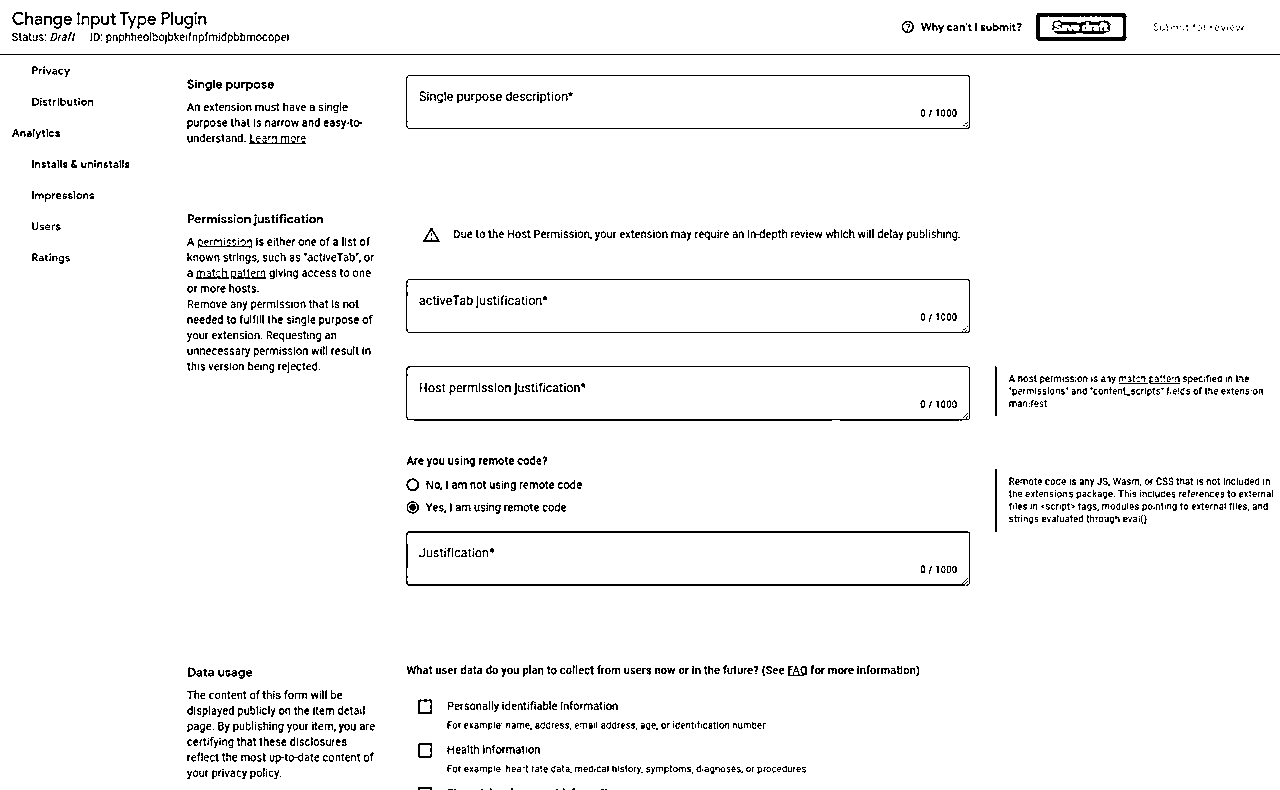 Change Input Type Plugin
Status: Draft ID: pnphheolbojbkeifnpfmidpbbmocopei
Why can't I submit?
Save draft
Submit for review
Privacy
Distribution
Analytics
Installs & uninstalls
Impressions
Users
Ratings
Single purpose
An extension must have a single
purpose that is narrow and easy-to-
understand. Learn more
Single purpose description*
0 / 1000
Permission justification
A permission is either one of a list of
known strings, such as "activeTab", or
a match pattern giving access to one
or more hosts.
Remove any permission that is not
needed to fulfill the single purpose of
your extension. Requesting an
unnecessary permission will result in
this version being rejected.
Due to the Host Permission, your extension may require an in-depth review which will delay publishing.
activeTab justification*
0 / 1000
Host permission justification*
0 / 1000
A host permission is any match pattern specified in the
"permissions" and "content_scripts" fields of the extension
manifest
Are you using remote code?
No, I am not using remote code
Yes, I am using remote code
Remote code is any JS, Wasm, or CSS that is not included in
the extension's package. This includes references to external
files in <script> tags, modules pointing to external files, and
strings evaluated through eval()
Justification*
0 / 1000
Data usage
The content of this form will be
displayed publicly on the item detail
page. By publishing your item, you are
certifying that these disclosures
reflect the most up-to-date content of
your privacy policy.
What user data do you plan to collect from users now or in the future? (See FAQ for more information)
Personally identifiable information
For example: name, address, email address, age, or identification number
Health information
For example: heart rate data, medical history, symptoms, diagnoses, or procedures